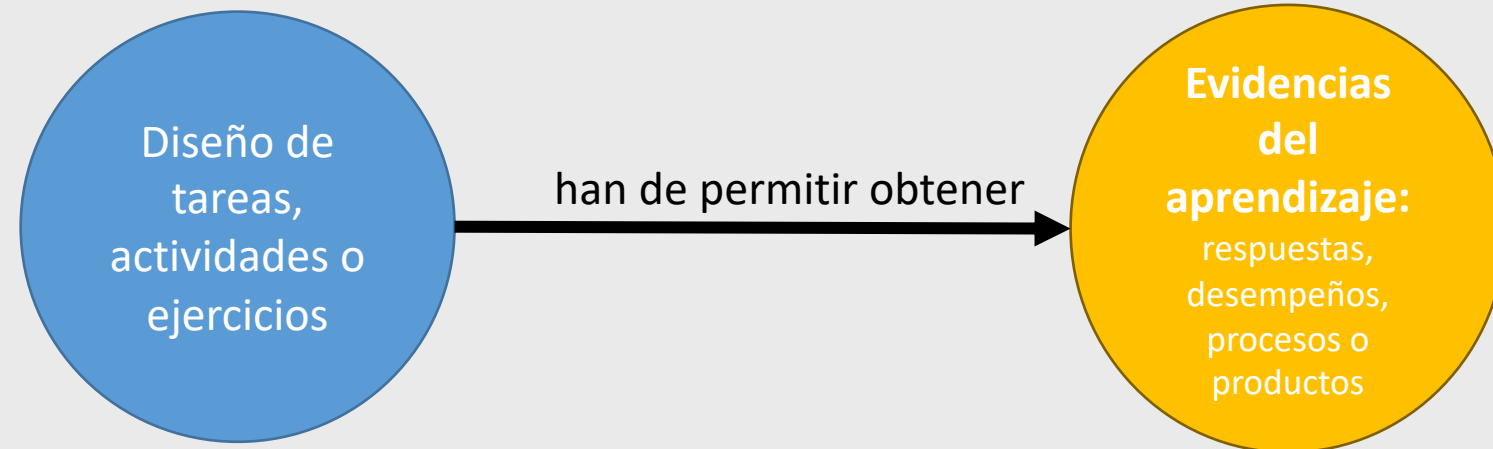 Diseño de
tareas,
actividades o
ejercicios
han de permitir obtener
Evidencias
del
aprendizaje:
respuestas,
desempeños,
procesos o
productos